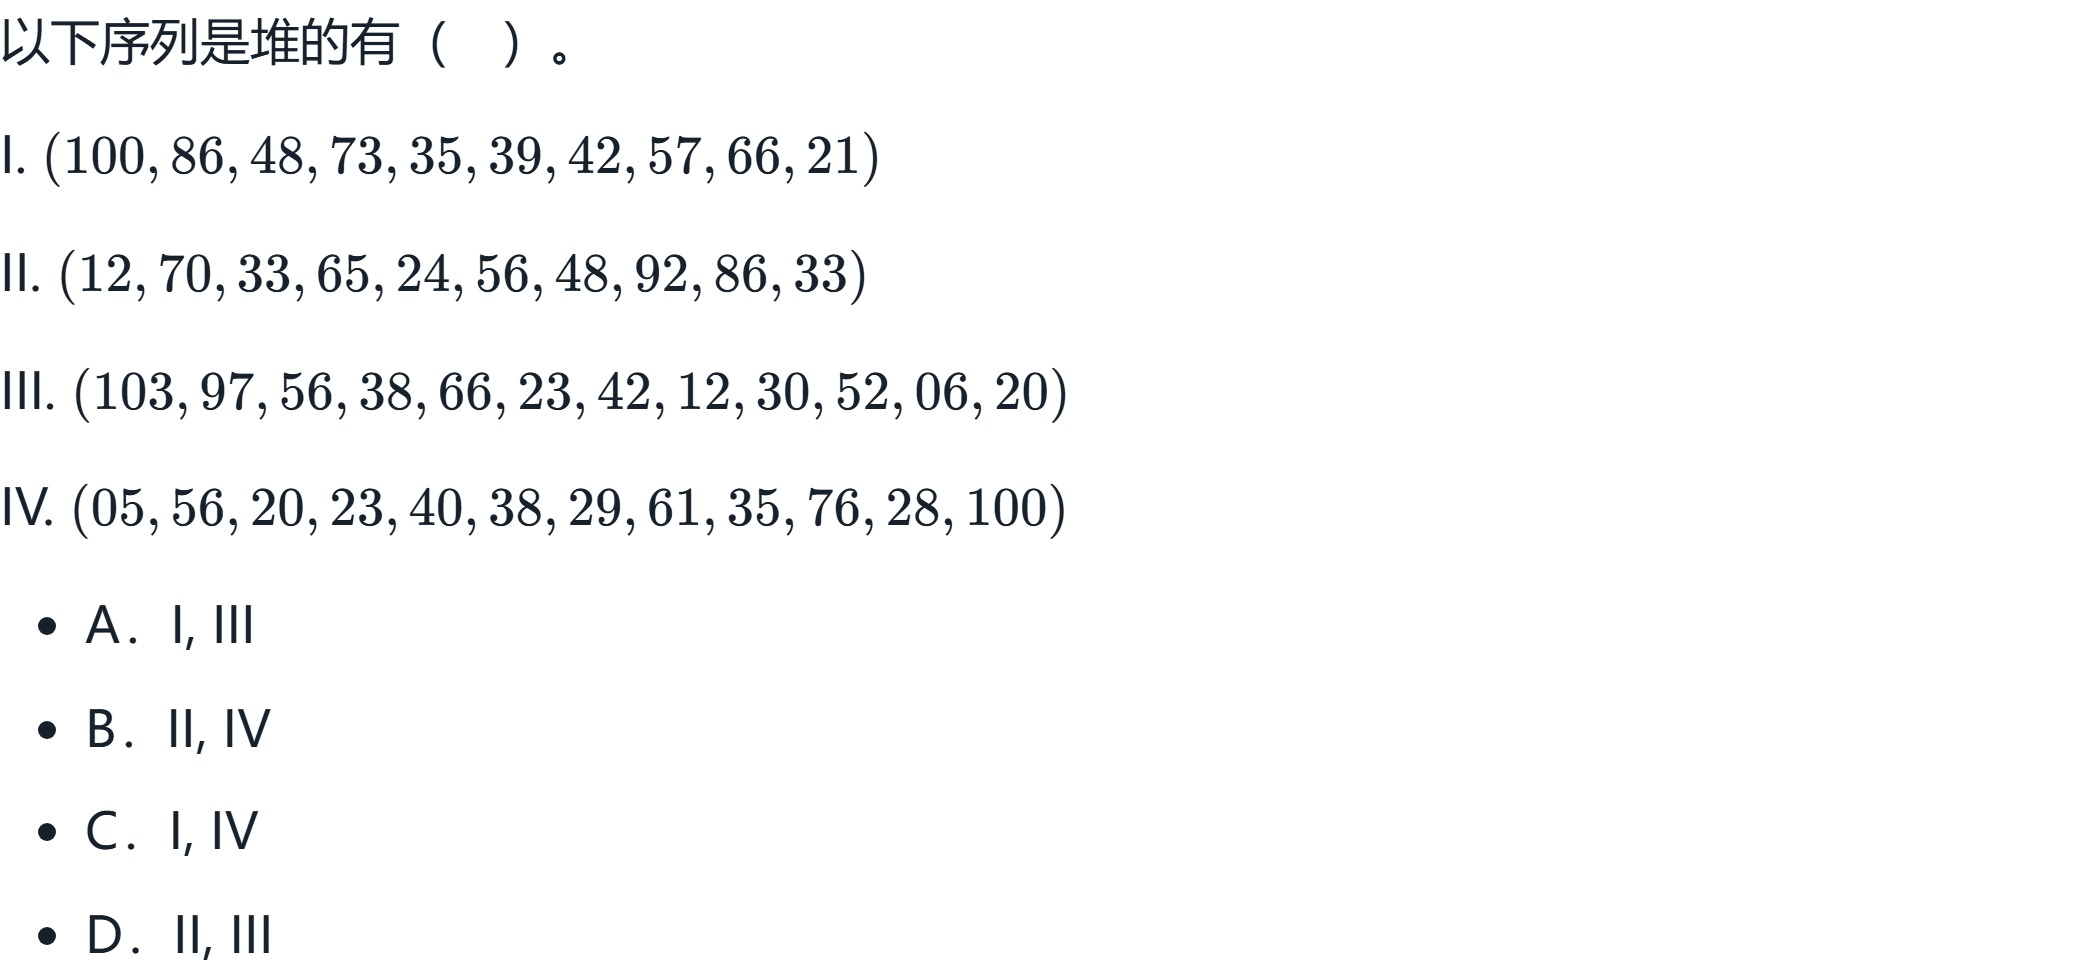 以下序列是堆的有（  ）。
I. (100, 86, 48, 73, 35, 39, 42, 57, 66, 21)
II. (12, 70, 33, 65, 24, 56, 48, 92, 86, 33)
III. (103, 97, 56, 38, 66, 23, 42, 12, 30, 52, 06, 20)
IV. (05, 56, 20, 23, 40, 38, 29, 61, 35, 76, 28, 100)
• A. I, III
• B. II, IV
• C. I, IV
• D. II, III